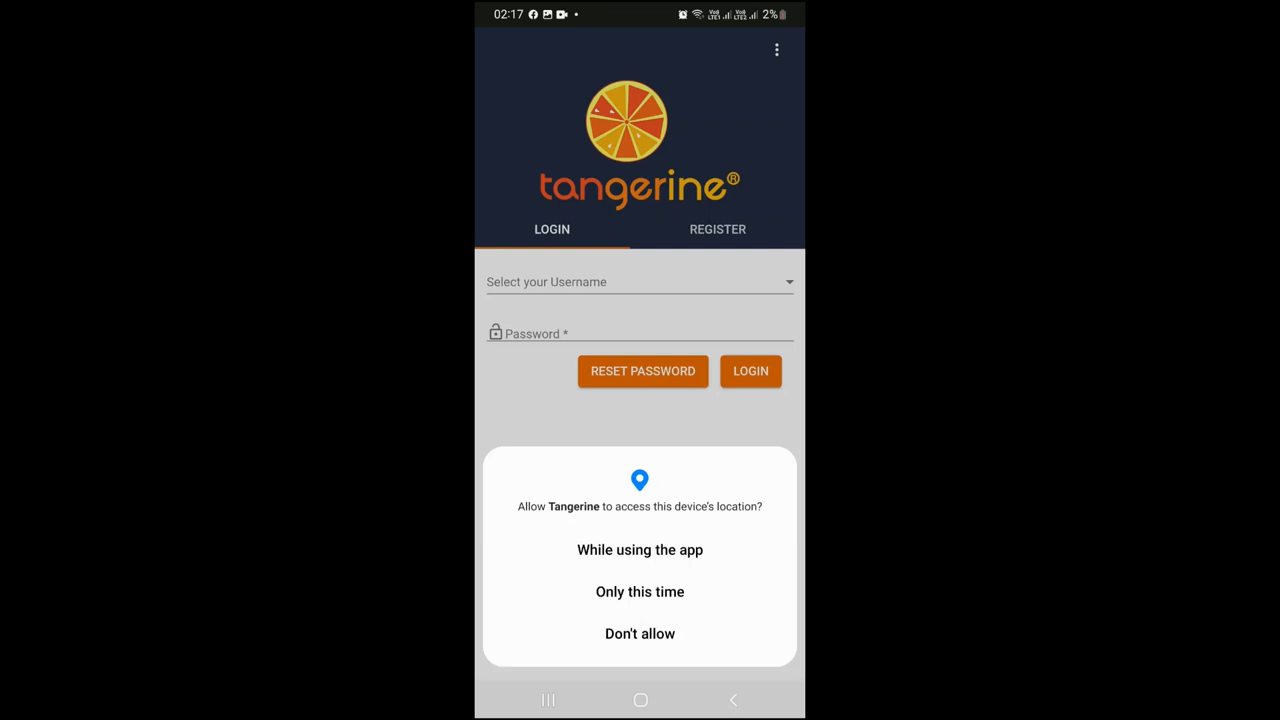 02:17 2%
tangerine®
LOGIN REGISTER
Select your Username
Password *
RESET PASSWORD LOGIN
Allow Tangerine to access this device's location?
While using the app
Only this time
Don't allow